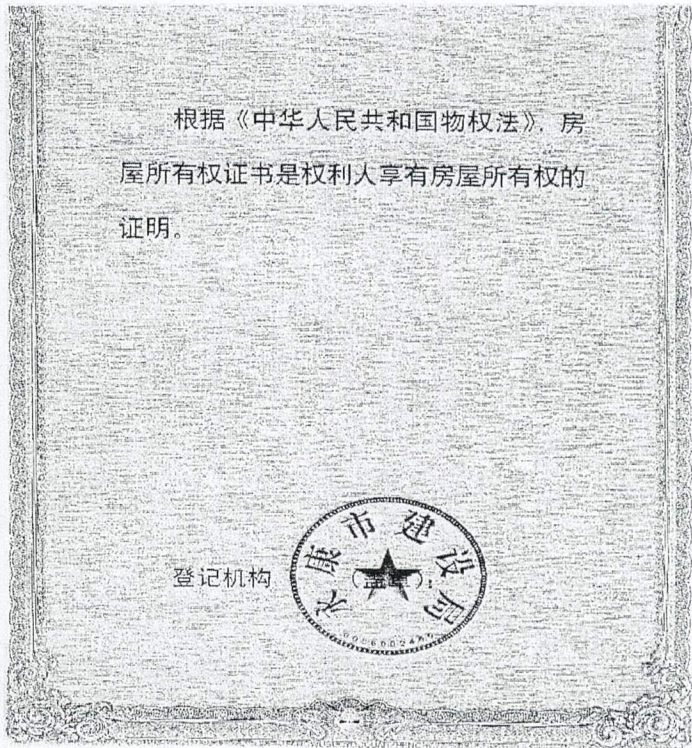 根据《中华人民共和国物权法》,房
屋所有权证书是权利人享有房屋所有权的
证明。
永康市建设局
登记机构（盖章）：